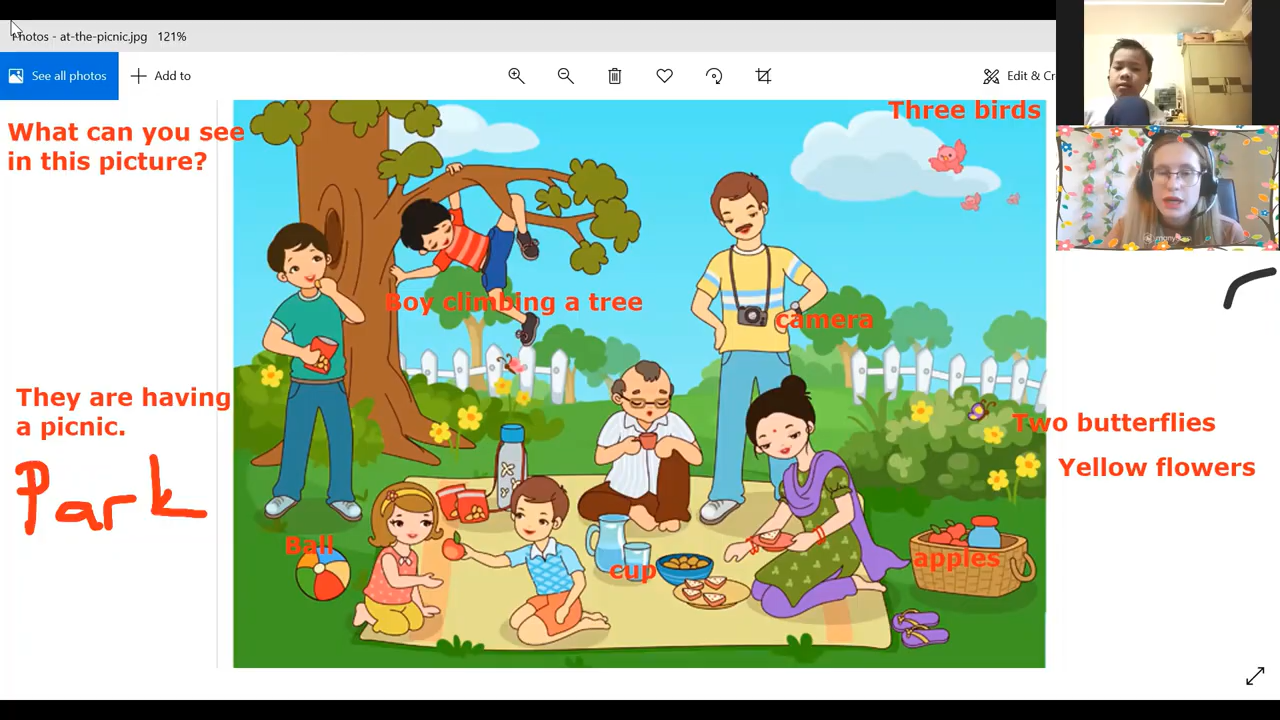 Photos - at-the-picnic.jpg 121%
See all photos
Add to
Edit & Cr
What can you see
in this picture?
Three birds
Boy climbing a tree
camera
They are having
a picnic.
Park
Two butterflies
Yellow flowers
Ball
cup
apples